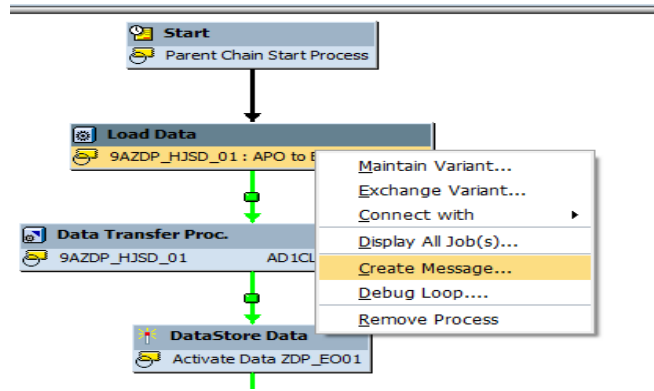 Start
Parent Chain Start Process
Load Data
9AZDP_HJSD_01 : APO to
Maintain Variant...
Exchange Variant...
Connect with
Display All Job(s)...
Create Message...
Debug Loop....
Remove Process
Data Transfer Proc.
9AZDP_HJSD_01 AD1CL
DataStore Data
Activate Data ZDP_EO01